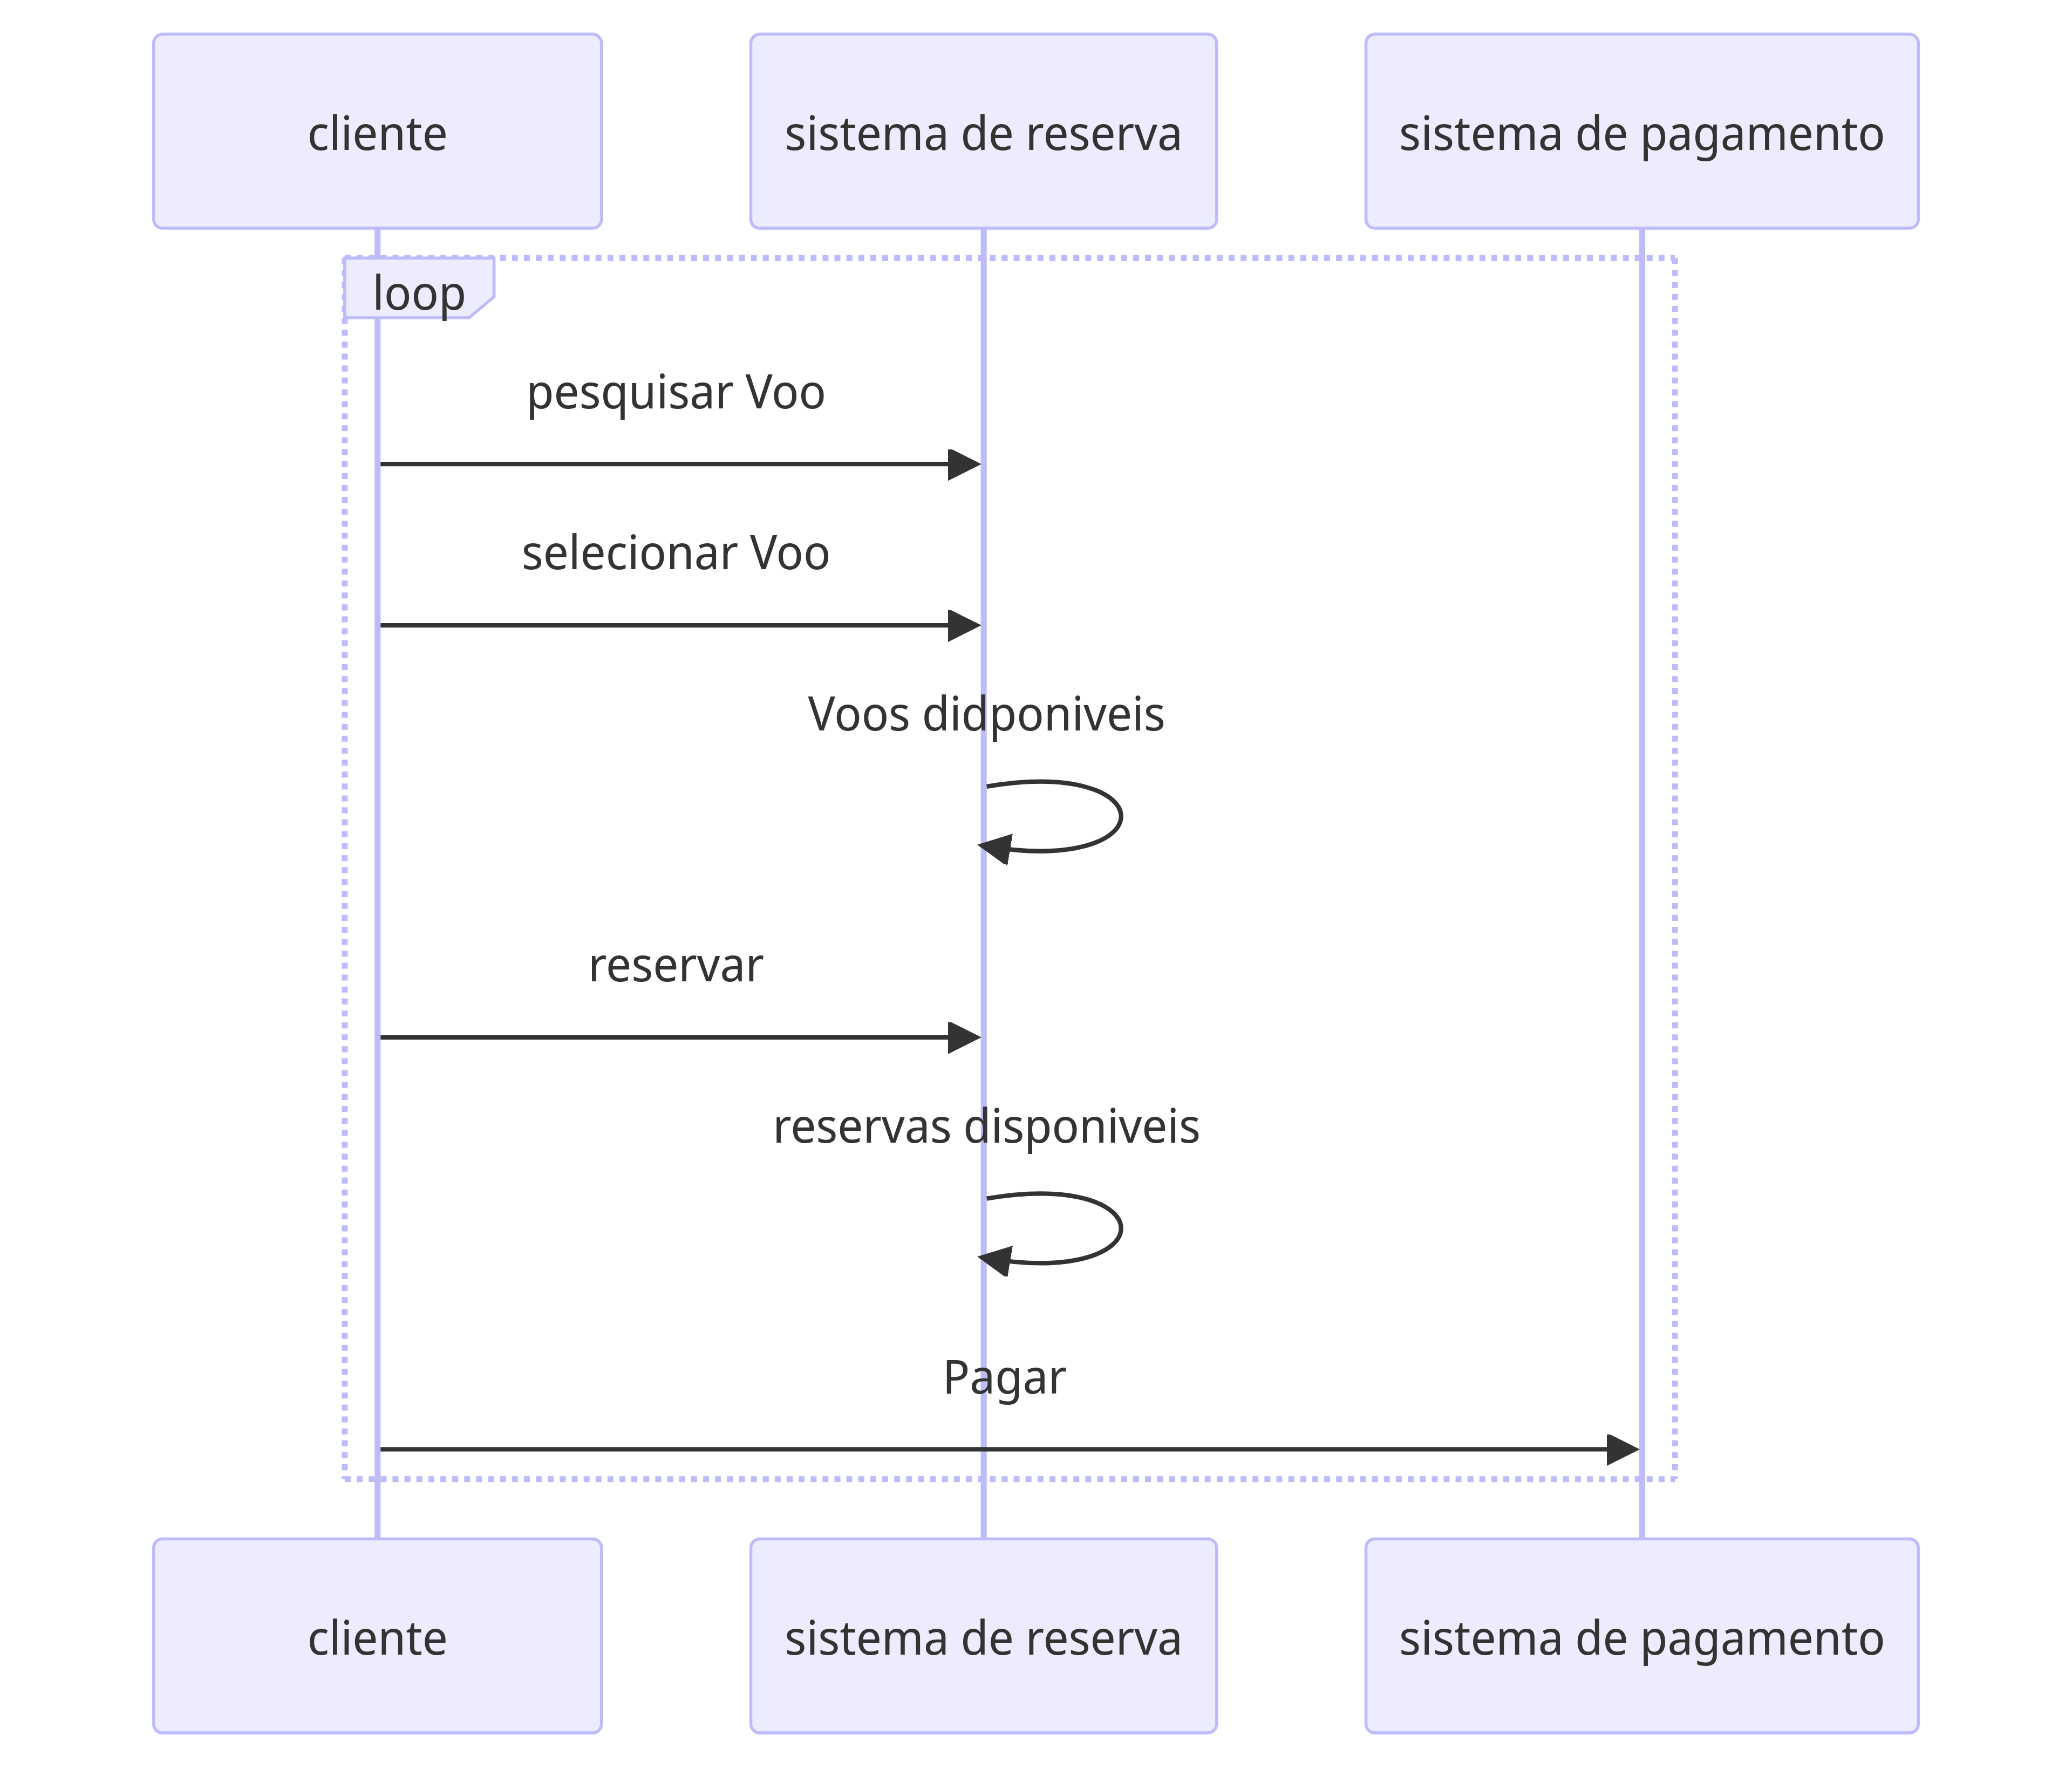 cliente
sistema de reserva
sistema de pagamento
loop
pesquisar Voo
selecionar Voo
Voos didponiveis
reservar
reservas disponiveis
Pagar
cliente
sistema de reserva
sistema de pagamento